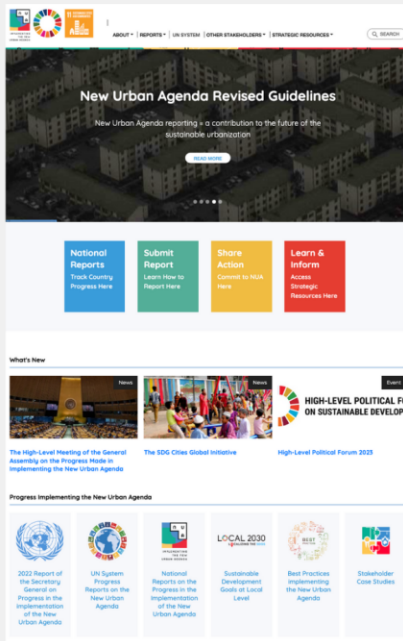 ABOUT
REPORTS
UN SYSTEM
OTHER STAKEHOLDERS
STRATEGIC RESOURCES
SEARCH
New Urban Agenda Revised Guidelines
New Urban Agenda reporting - a contribution to the future of the
sustainable urbanization
READ MORE
National
Reports
Track Country
Progress Here
Submit
Report
Learn How to
Report Here
Share
Action
Commit to NUA
Here
Learn &
Inform
Access
Strategic
Resources Here
What's New
News
News
Event
HIGH-LEVEL POLITICAL F
ON SUSTAINABLE DEVELOP
The High-Level Meeting of the General
Assembly on the Progress Made in
Implementing the New Urban Agenda
The SDG Cities Global Initiative
High-Level Political Forum 2023
Progress Implementing the New Urban Agenda
LOCAL 2030
BEST
2022 Report of
the Secretary
General on
Progress in the
Implementation
of the New
Urban Agenda
UN System
Progress
Reports on the
New Urban
Agenda
National
Reports on the
Progress in the
Implementation
of the New
Urban Agenda
Sustainable
Development
Goals at Local
Level
Best Practices
Implementing
the New Urban
Agenda
Stakeholder
Case Studies